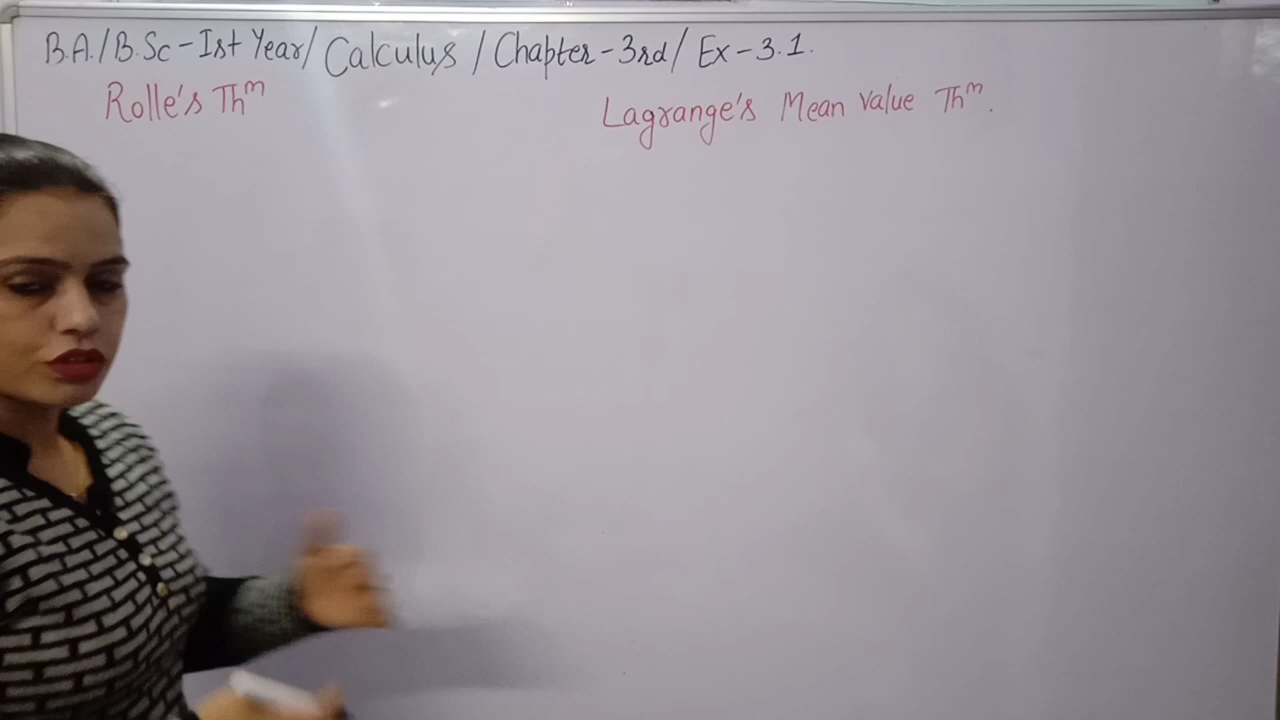 B.A./B.Sc-Ist Year/ Calculus / Chapter-3rd/ Ex-3.1.
Rolle's Thm
Lagrange's Mean Value Thm.